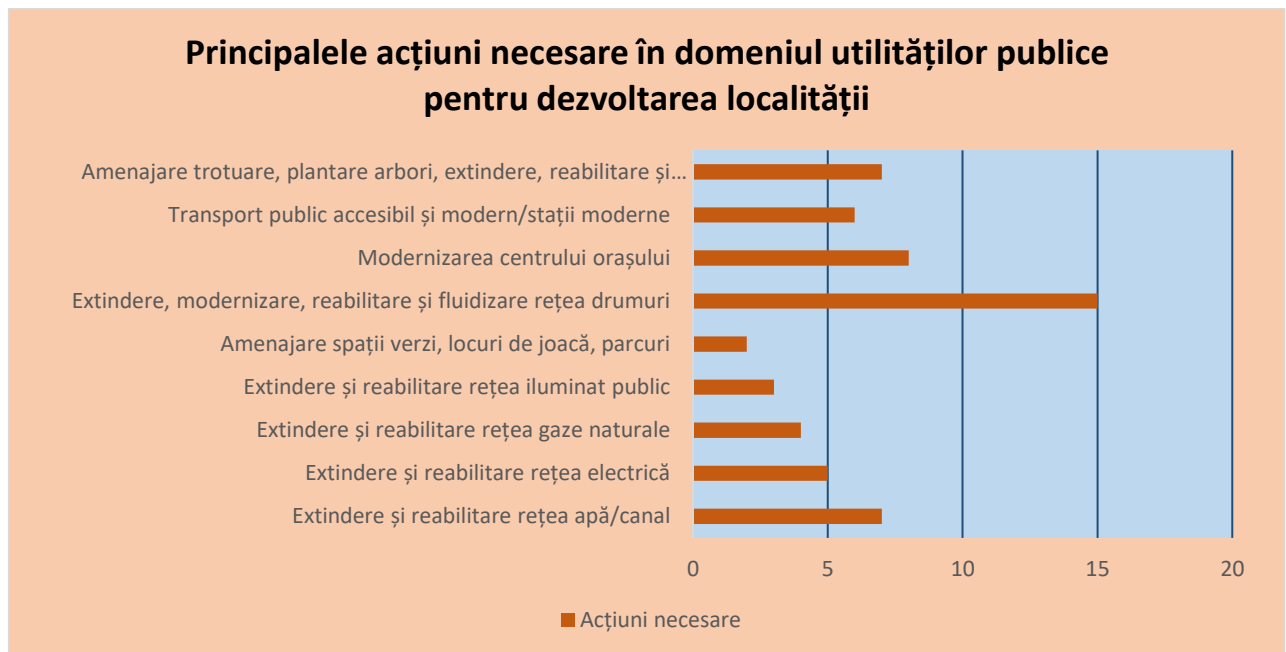 Principalele acțiuni necesare în domeniul utilităților publice
pentru dezvoltarea localității
Amenajare trotuare, plantare arbori, extindere, reabilitare și…
Transport public accesibil și modern/stații moderne
Modernizarea centrului orașului
Extindere, modernizare, reabilitare și fluidizare rețea drumuri
Amenajare spații verzi, locuri de joacă, parcuri
Extindere și reabilitare rețea iluminat public
Extindere și reabilitare rețea gaze naturale
Extindere și reabilitare rețea electrică
Extindere și reabilitare rețea apă/canal
0 5 10 15 20
Acțiuni necesare